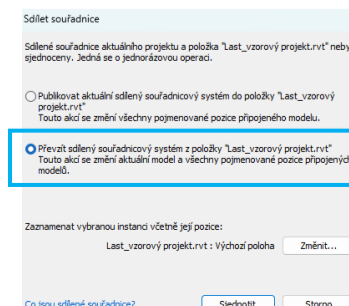 Sdílet souřadnice
Sdílené souřadnice aktuálního projektu a položka "Last_vzorový projekt.rvt" neby
sjednoceny. Jedná se o jednorázovou operaci.
Publikovat aktuální sdílený souřadnicový systém do položky "Last_vzorový
projekt.rvt"
Touto akcí se změní všechny pojmenované pozice připojeného modelu.
Převzít sdílený souřadnicový systém z položky "Last_vzorový projekt.rvt"
Touto akcí se změní aktuální model a všechny pojmenované pozice připojených
modelů.
Zaznamenat vybranou instanci včetně její pozice:
Last_vzorový projekt.rvt : Výchozí poloha
Změnit...
Co jsou sdílené souřadnice?
Sjednotit
Storno